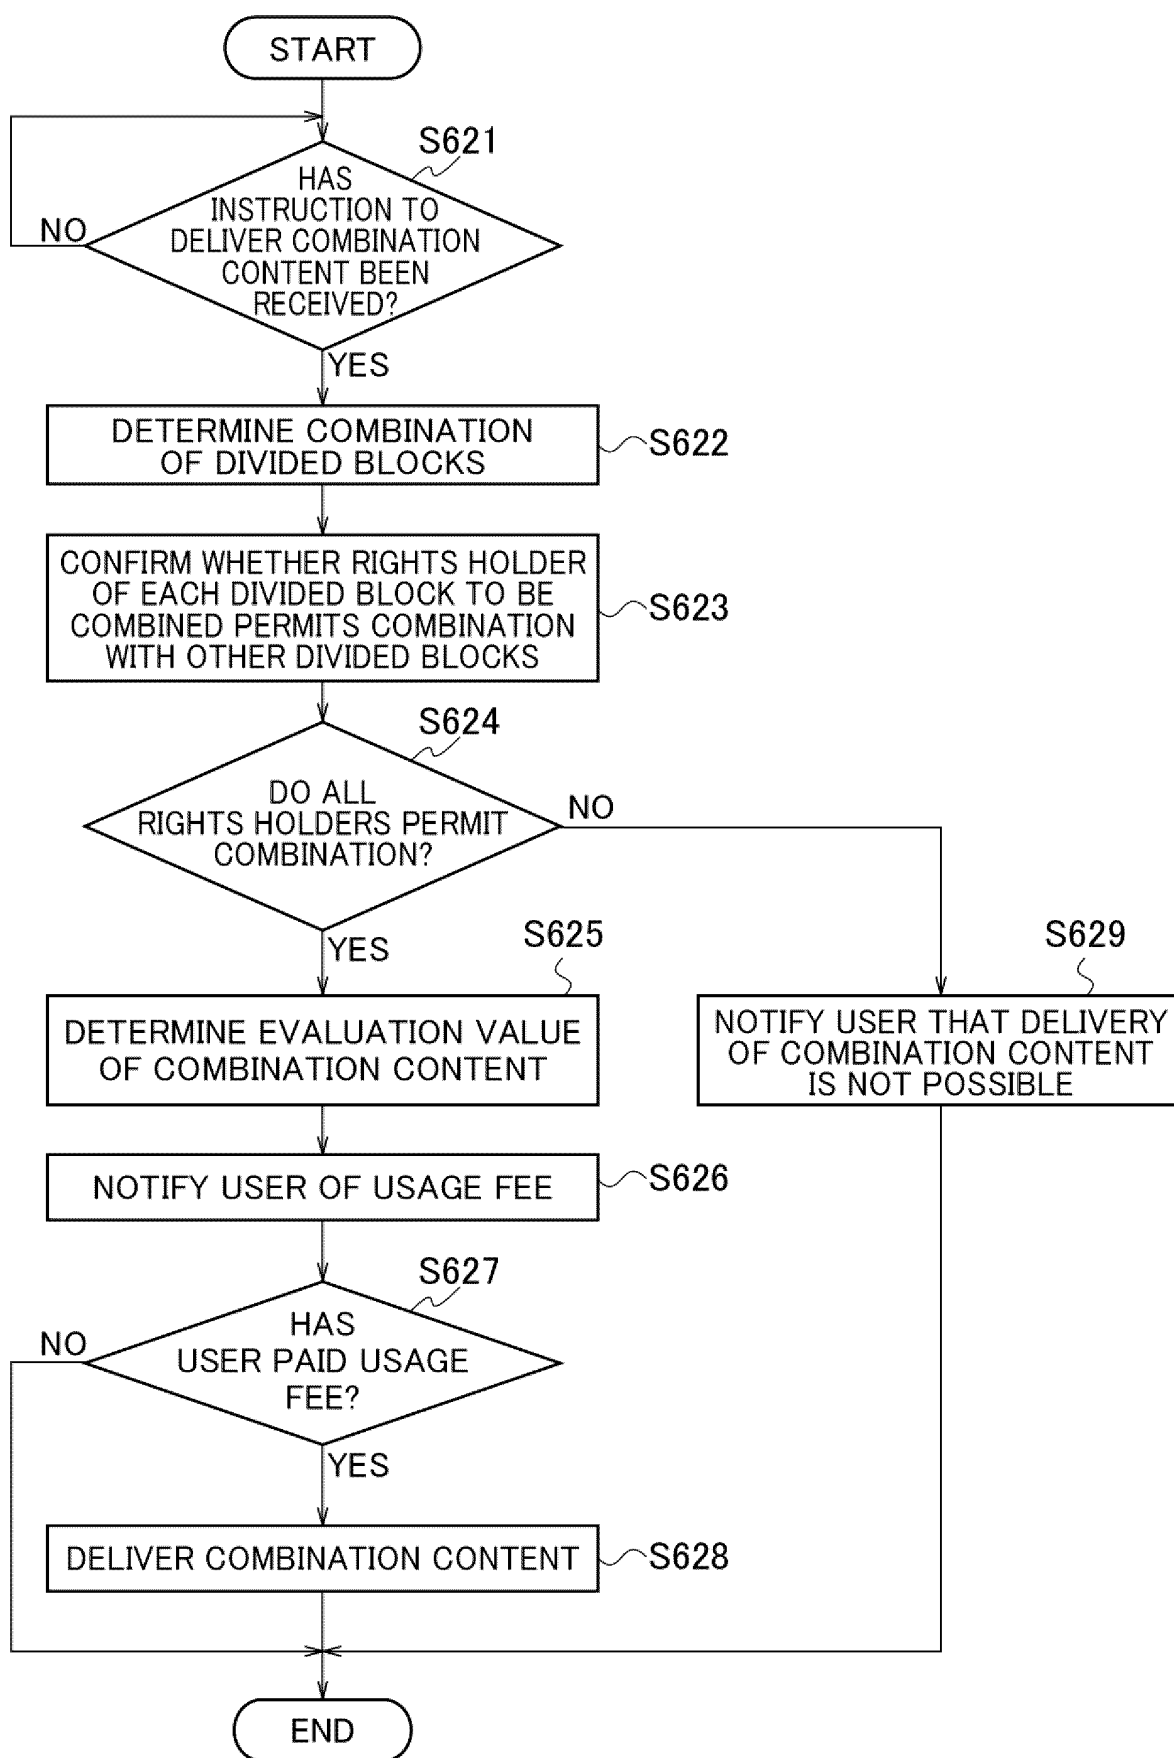 START
S621
HAS
INSTRUCTION TO
DELIVER COMBINATION
CONTENT BEEN
RECEIVED?
NO
YES
DETERMINE COMBINATION
OF DIVIDED BLOCKS
S622
CONFIRM WHETHER RIGHTS HOLDER
OF EACH DIVIDED BLOCK TO BE
COMBINED PERMITS COMBINATION
WITH OTHER DIVIDED BLOCKS
S623
S624
DO ALL
RIGHTS HOLDERS PERMIT
COMBINATION?
NO
YES
S625
DETERMINE EVALUATION VALUE
OF COMBINATION CONTENT
S629
NOTIFY USER THAT DELIVERY
OF COMBINATION CONTENT
IS NOT POSSIBLE
NOTIFY USER OF USAGE FEE
S626
S627
HAS
USER PAID USAGE
FEE?
NO
YES
DELIVER COMBINATION CONTENT
S628
END